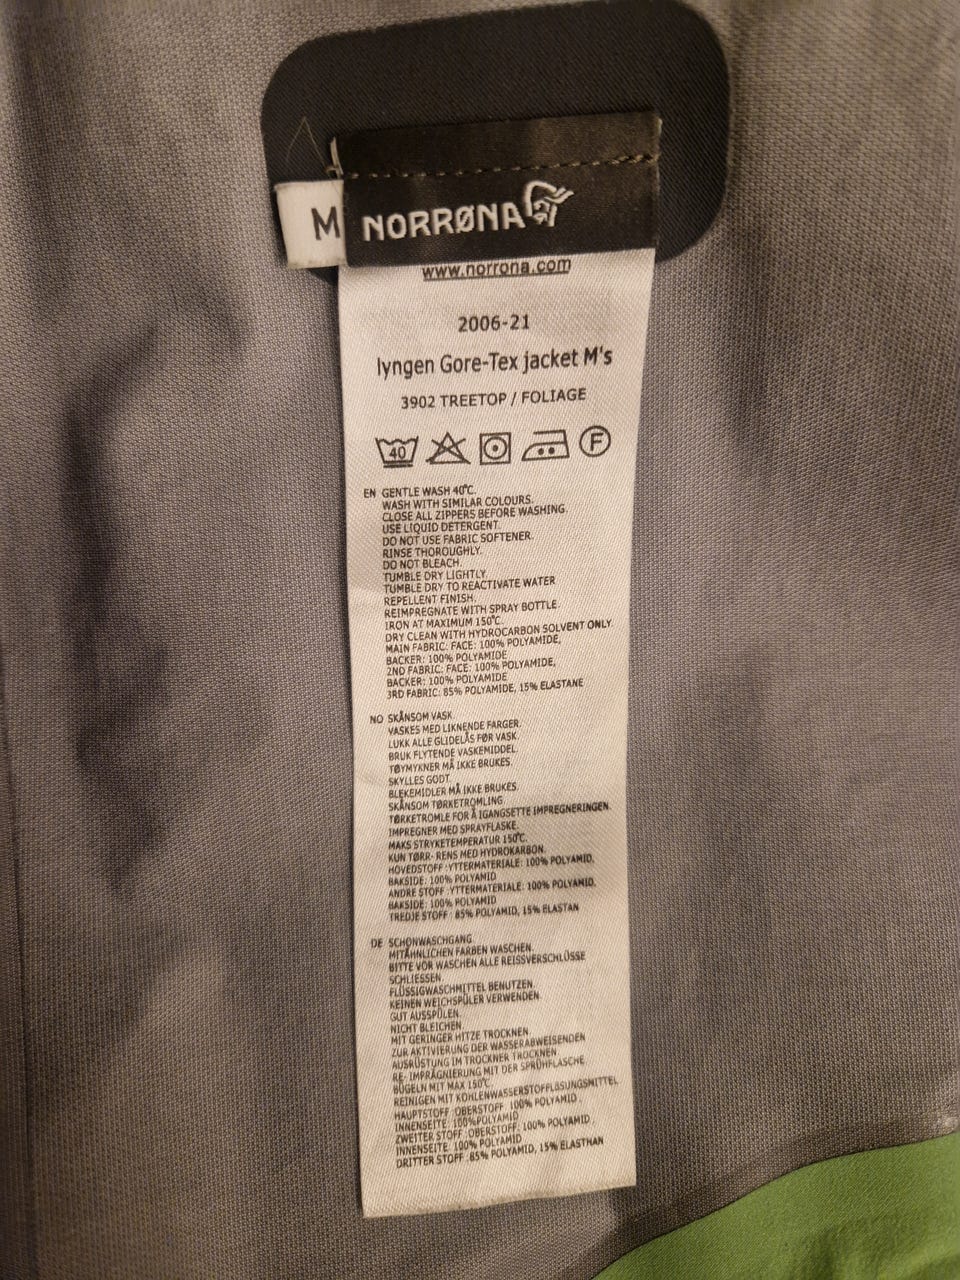 M
NORRØNA
www.norrona.com
2006-21
lyngen Gore-Tex jacket M's
3902 TREETOP / FOLIAGE
40 F
EN GENTLE WASH 40°C.
WASH WITH SIMILAR COLOURS.
CLOSE ALL ZIPPERS BEFORE WASHING.
USE LIQUID DETERGENT.
DO NOT USE FABRIC SOFTENER.
RINSE THOROUGHLY.
DO NOT BLEACH.
TUMBLE DRY LIGHTLY.
TUMBLE DRY TO REACTIVATE WATER
REPELLENT FINISH.
REIMPREGNATE WITH SPRAY BOTTLE.
IRON AT MAXIMUM 150°C.
DRY CLEAN WITH HYDROCARBON SOLVENT ONLY.
MAIN FABRIC: FACE: 100% POLYAMIDE,
BACKER: 100% POLYAMIDE
2ND FABRIC: FACE: 100% POLYAMIDE,
BACKER: 100% POLYAMIDE
3RD FABRIC: 85% POLYAMIDE, 15% ELASTANE
NO SKÅNSOM VASK.
VASKES MED LIKNENDE FARGER.
LUKK ALLE GLIDELÅS FØR VASK.
BRUK FLYTENDE VASKEMIDDEL.
TØYMYKNER MÅ IKKE BRUKES.
SKYLLES GODT.
BLEKEMIDLER MÅ IKKE BRUKES.
SKÅNSOM TØRKETROMLING
TØRKETROMLE FOR Å IGANGSETTE IMPREGNERINGEN.
IMPREGNER MED SPRAYFLASKE.
MAKS STRYKETEMPERATUR 150°C.
KUN TØRR- RENS MED HYDROKARBON.
HOVEDSTOFF :YTTERMATERIALE: 100% POLYAMID,
BAKSIDE: 100% POLYAMID
ANDRE STOFF :YTTERMATERIALE: 100% POLYAMID,
BAKSIDE: 100% POLYAMID
TREDJE STOFF : 85% POLYAMID, 15% ELASTAN
DE SCHONWASCHGANG.
MITÄHNLICHEN FARBEN WASCHEN.
BITTE VOR WASCHEN ALLE REISSVERSCHLÜSSE
SCHLIESSEN.
FLÜSSIGWASCHMITTEL BENUTZEN.
KEINEN WEICHSPÜLER VERWENDEN.
GUT AUSSPÜLEN.
NICHT BLEICHEN.
MIT GERINGER HITZE TROCKNEN.
ZUR AKTIVIERUNG DER WASSERABWEISENDEN
AUSRÜSTUNG IM TROCKNER TROCKNEN
RE- IMPRÄGNIERUNG MIT DER SPRÜHFLASCHE.
BÜGELN MIT MAX 150°C.
REINIGEN MIT KOHLENWASSERSTOFFLÖSUNGSMITTEL
HAUPTSTOFF :OBERSTOFF 100% POLYAMID ,
INNENSEITE: 100%POLYAMID
ZWEITER STOFF :OBERSTOFF: 100% POLYAMID ,
INNENSEITE: 100% POLYAMID
DRITTER STOFF :85% POLYAMID, 15% ELASTHAN